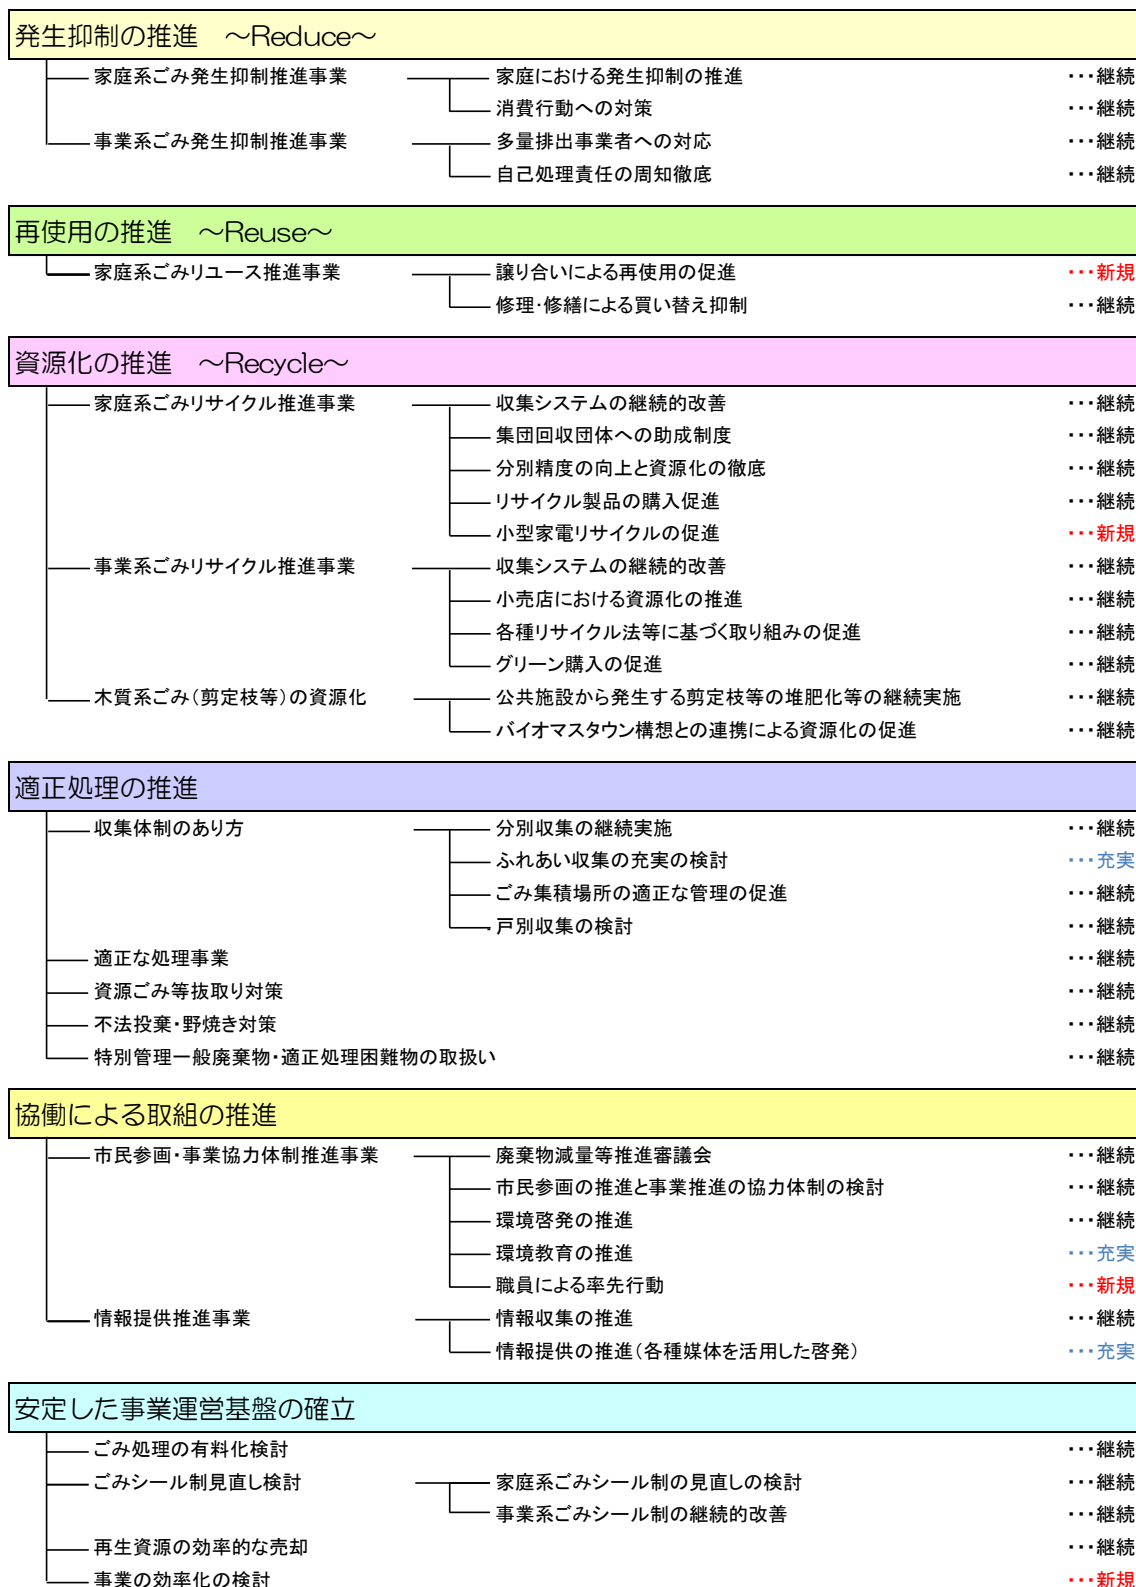 発生抑制の推進　～Reduce～
家庭系ごみ発生抑制推進事業 家庭における発生抑制の推進 ・・・継続
消費行動への対策 ・・・継続
事業系ごみ発生抑制推進事業 多量排出事業者への対応 ・・・継続
自己処理責任の周知徹底 ・・・継続
再使用の推進　～Reuse～
家庭系ごみリユース推進事業 譲り合いによる再使用の促進 ・・・新規
修理・修繕による買い替え抑制 ・・・継続
資源化の推進　～Recycle～
家庭系ごみリサイクル推進事業 収集システムの継続的改善 ・・・継続
集団回収団体への助成制度 ・・・継続
分別精度の向上と資源化の徹底 ・・・継続
リサイクル製品の購入促進 ・・・継続
小型家電リサイクルの促進 ・・・新規
事業系ごみリサイクル推進事業 収集システムの継続的改善 ・・・継続
小売店における資源化の推進 ・・・継続
各種リサイクル法等に基づく取り組みの促進 ・・・継続
グリーン購入の促進 ・・・継続
木質系ごみ（剪定枝等）の資源化 公共施設から発生する剪定枝等の堆肥化等の継続実施 ・・・継続
バイオマスタウン構想との連携による資源化の促進 ・・・継続
適正処理の推進
収集体制のあり方 分別収集の継続実施 ・・・継続
ふれあい収集の充実の検討 ・・・充実
ごみ集積場所の適正な管理の促進 ・・・継続
戸別収集の検討 ・・・継続
適正な処理事業 ・・・継続
資源ごみ等抜取り対策 ・・・継続
不法投棄・野焼き対策 ・・・継続
特別管理一般廃棄物・適正処理困難物の取扱い ・・・継続
協働による取組の推進
市民参画・事業協力体制推進事業 廃棄物減量等推進審議会 ・・・継続
市民参画の推進と事業推進の協力体制の検討 ・・・継続
環境啓発の推進 ・・・継続
環境教育の推進 ・・・充実
職員による率先行動 ・・・新規
情報提供推進事業 情報収集の推進 ・・・継続
情報提供の推進（各種媒体を活用した啓発） ・・・充実
安定した事業運営基盤の確立
ごみ処理の有料化検討 ・・・継続
ごみシール制見直し検討 家庭系ごみシール制の見直しの検討 ・・・継続
事業系ごみシール制の継続的改善 ・・・継続
再生資源の効率的な売却 ・・・継続
事業の効率化の検討 ・・・新規